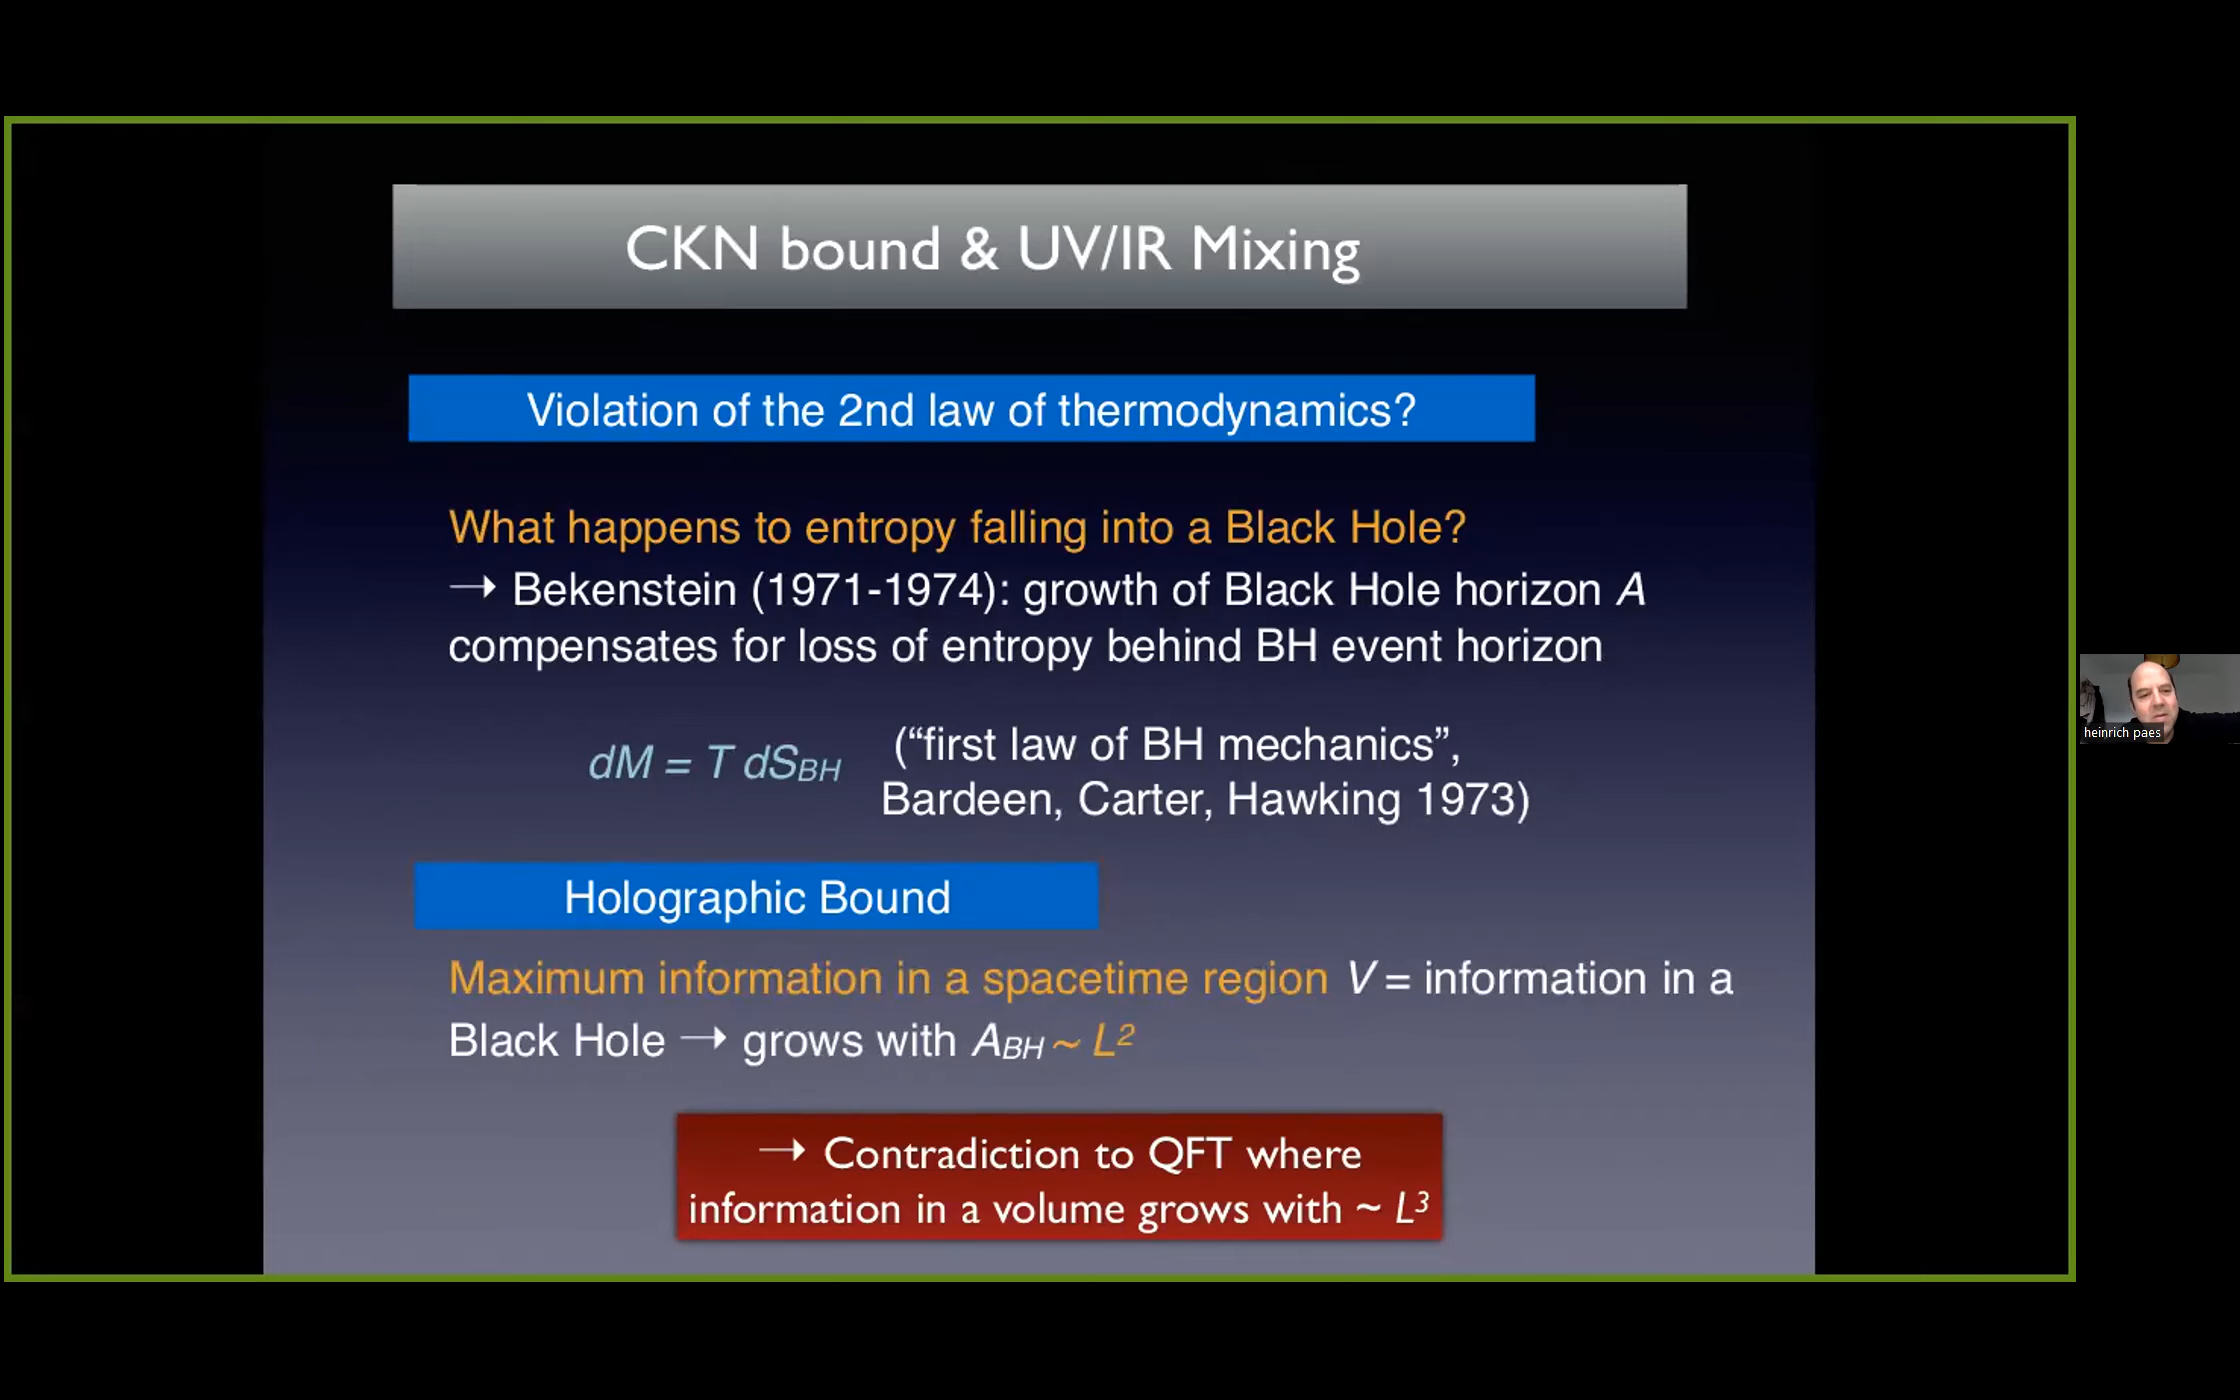 CKN bound & UV/IR Mixing
Violation of the 2nd law of thermodynamics?
What happens to entropy falling into a Black Hole?
→ Bekenstein (1971-1974): growth of Black Hole horizon A
compensates for loss of entropy behind BH event horizon
dM = T dS_BH (“first law of BH mechanics”,
Bardeen, Carter, Hawking 1973)
Holographic Bound
Maximum information in a spacetime region V = information in a
Black Hole → grows with A_BH ~ L²
→ Contradiction to QFT where
information in a volume grows with ~ L³
heinrich paes